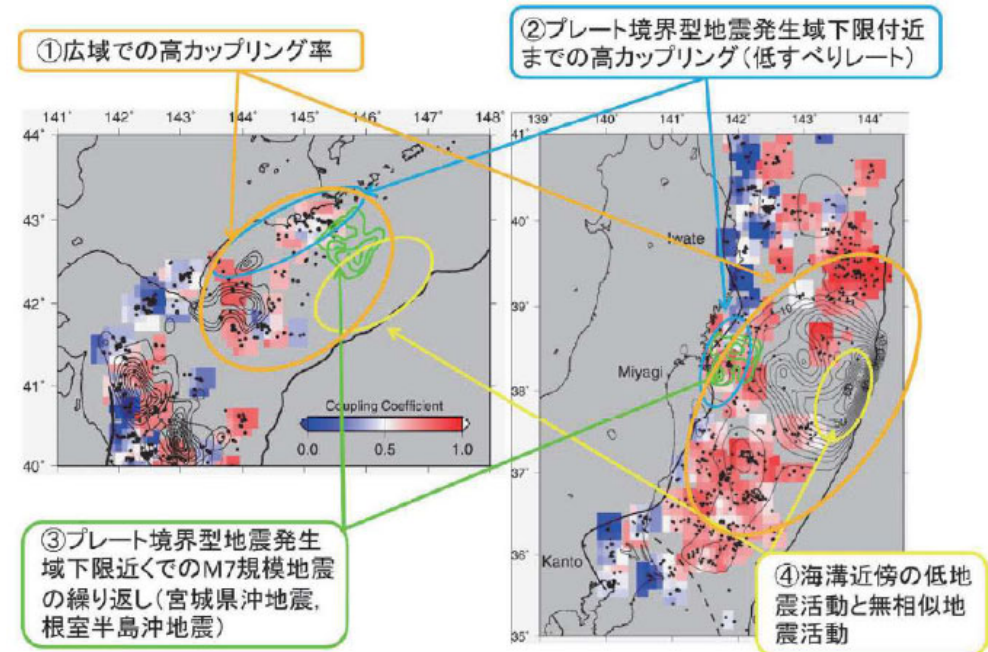 ①広域での高カップリング率
②プレート境界型地震発生域下限付近
までの高カップリング(低すべりレート)
141° 142° 143° 144° 145° 146° 147° 148°
44°
43°
42°
41°
40°
Coupling Coefficient
0.0 0.5 1.0
139° 140° 141° 142° 143° 144°
41°
40°
39°
38°
37°
36°
35°
Iwate
Miyagi
Kanto
10
③プレート境界型地震発生
域下限近くでのM7規模地震
の繰り返し(宮城県沖地震,
根室半島沖地震)
④海溝近傍の低地
震活動と無相似地
震活動